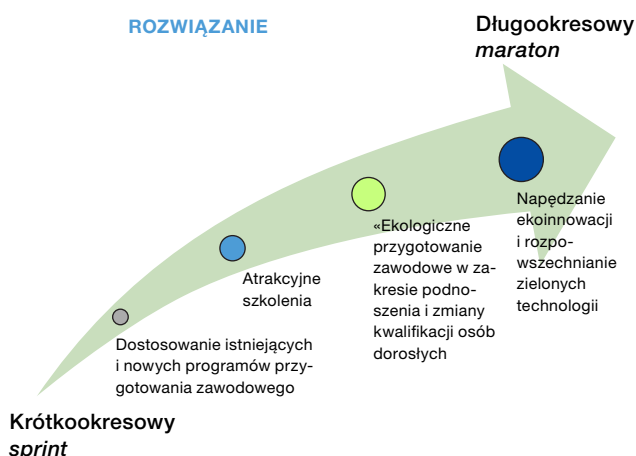 ROZWIĄZANIE
Długookresowy
maraton
Napędzanie
ekoinnowacji
i rozpo-
wszechnianie
zielonych
technologii
«Ekologiczne
przygotowanie
zawodowe w za-
kresie podno-
szenia i zmiany
kwalifikacji osób
dorosłych
Atrakcyjne
szkolenia
Dostosowanie istniejących
i nowych programów przy-
gotowania zawodowego
Krótkookresowy
sprint